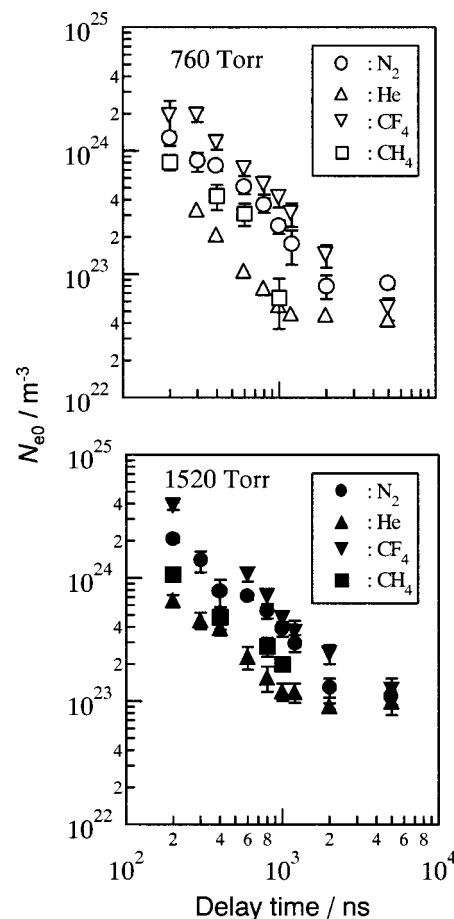 10^25
760 Torr
○ : N₂
△ : He
▽ : CF₄
□ : CH₄
4
2
10^24
4
2
10^23
4
2
10^22
N_e0 / m⁻³
10^25
1520 Torr
● : N₂
▲ : He
▼ : CF₄
■ : CH₄
4
2
10^24
4
2
10^23
4
2
10^22
2 4 6 8 2 4 6 8
10^2 10^3 10^4
Delay time / ns